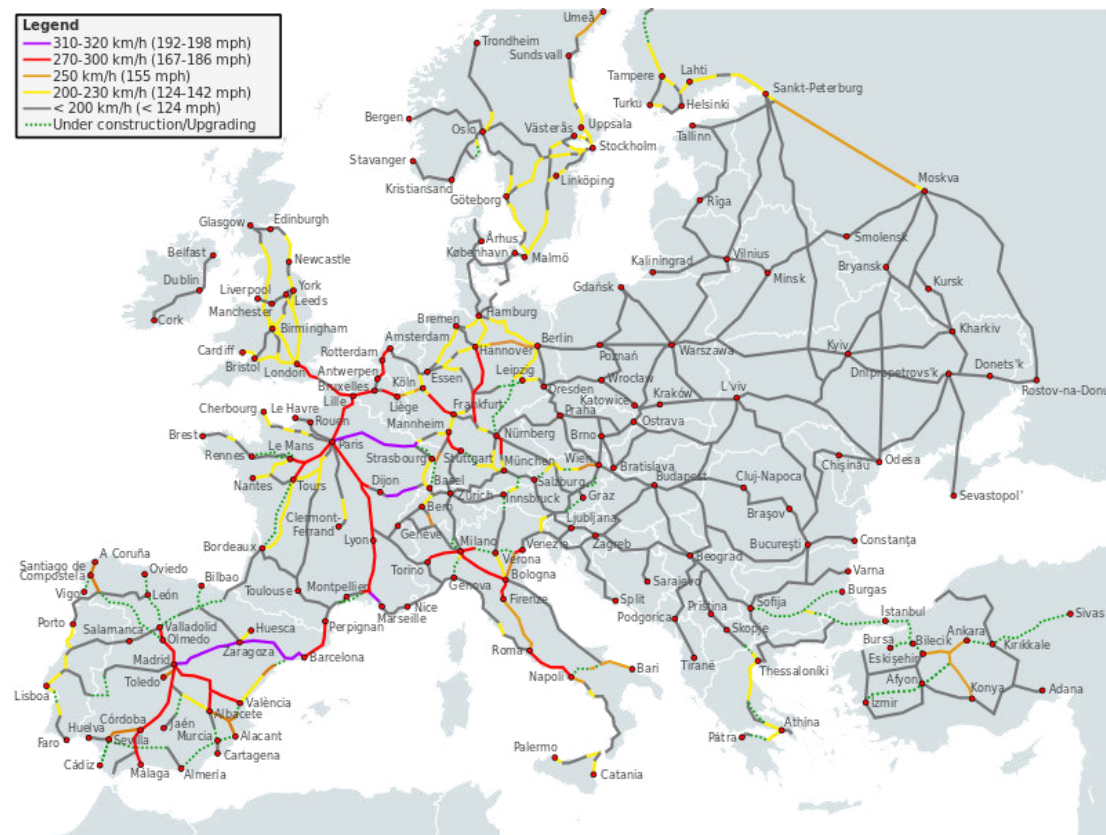 Legend
310-320 km/h (192-198 mph)
270-300 km/h (167-186 mph)
250 km/h (155 mph)
200-230 km/h (124-142 mph)
< 200 km/h (< 124 mph)
Under construction/Upgrading
Umeå
Trondheim
Sundsvall
Tampere
Lahti
Sankt-Peterburg
Turku
Helsinki
Bergen
Oslo
Västerås
Uppsala
Stockholm
Tallinn
Stavanger
Kristiansand
Linköping
Göteborg
Moskva
Rīga
Glasgow
Edinburgh
Århus
København
Malmö
Smolensk
Belfast
Newcastle
Kaliningrad
Vilnius
Minsk
Bryansk
Dublin
Liverpool
York
Leeds
Manchester
Gdańsk
Kursk
Cork
Birmingham
Bremen
Hamburg
Kharkiv
Cardiff
Bristol
London
Amsterdam
Rotterdam
Hannover
Berlin
Poznań
Warszawa
Kyiv
Antwerpen
Bruxelles
Lille
Köln
Essen
Leipzig
Wrocław
Dnipropetrovs'k
Donets'k
Rostov-na-Donu
Liège
Dresden
Katowice
Kraków
L'viv
Cherbourg
Le Havre
Rouen
Frankfurt
Praha
Ostrava
Mannheim
Brest
Rennes
Le Mans
Paris
Nürnberg
Brno
Strasbourg
Stuttgart
München
Wien
Bratislava
Chişinău
Odesa
Nantes
Tours
Dijon
Basel
Zürich
Innsbruck
Salzburg
Graz
Budapest
Cluj-Napoca
Sevastopol'
Clermont-
Ferrand
Bern
Genève
Ljubljana
Braşov
Bordeaux
Lyon
Milano
Venezia
Verona
Zagreb
Beograd
Bucureşti
Constanţa
A Coruña
Santiago de
Compostela
Oviedo
Bilbao
Torino
Genova
Bologna
Varna
Vigo
León
Toulouse
Montpellier
Nice
Marseille
Firenze
Sarajevo
Split
Priština
Sofija
Burgas
Porto
Salamanca
Valladolid
Olmedo
Huesca
Zaragoza
Perpignan
Podgorica
Skopje
İstanbul
Bursa
Bilecik
Ankara
Sivas
Kırıkkale
Madrid
Toledo
Barcelona
Roma
Napoli
Bari
Tiranë
Thessaloníki
Eskişehir
Afyon
Lisboa
València
Albacete
İzmir
Konya
Adana
Huelva
Córdoba
Sevilla
Jaén
Murcia
Alacant
Cartagena
Faro
Cádiz
Málaga
Almería
Palermo
Catania
Pátra
Athína